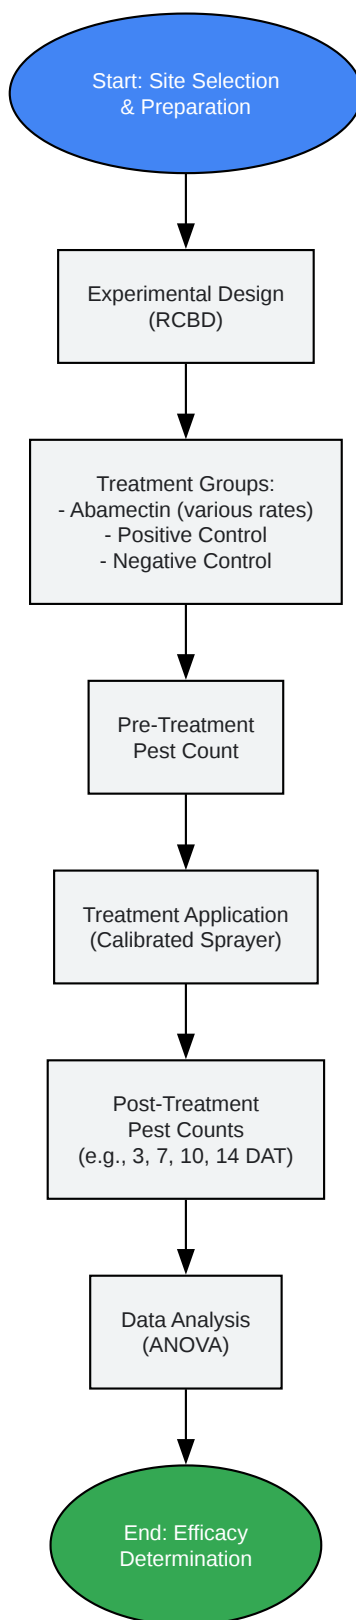 Start: Site Selection
& Preparation
Experimental Design
(RCBD)
Treatment Groups:
- Abamectin (various rates)
- Positive Control
- Negative Control
Pre-Treatment
Pest Count
Treatment Application
(Calibrated Sprayer)
Post-Treatment
Pest Counts
(e.g., 3, 7, 10, 14 DAT)
Data Analysis
(ANOVA)
End: Efficacy
Determination